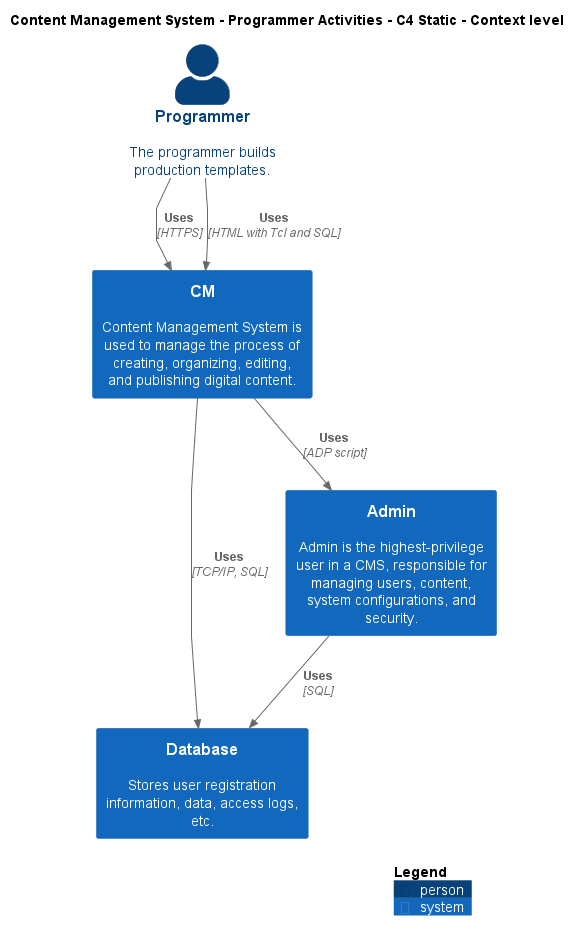 Content Management System - Programmer Activities - C4 Static - Context level
Programmer
The programmer builds
production templates.
Uses
[HTTPS]
Uses
[HTML with Tcl and SQL]
CM
Content Management System is
used to manage the process of
creating, organizing, editing,
and publishing digital content.
Uses
[ADP script]
Admin
Admin is the highest-privilege
user in a CMS, responsible for
managing users, content,
system configurations, and
security.
Uses
[TCP/IP, SQL]
Uses
[SQL]
Database
Stores user registration
information, data, access logs,
etc.
Legend
person
system